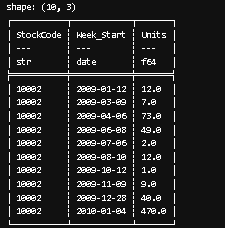 shape: (10, 3)
StockCode Week_Start Units
--- --- ---
str date f64
10002 2009-01-12 12.0
10002 2009-03-09 7.0
10002 2009-04-06 73.0
10002 2009-06-08 49.0
10002 2009-07-06 2.0
10002 2009-08-10 12.0
10002 2009-10-12 1.0
10002 2009-11-09 9.0
10002 2009-12-28 40.0
10002 2010-01-04 470.0